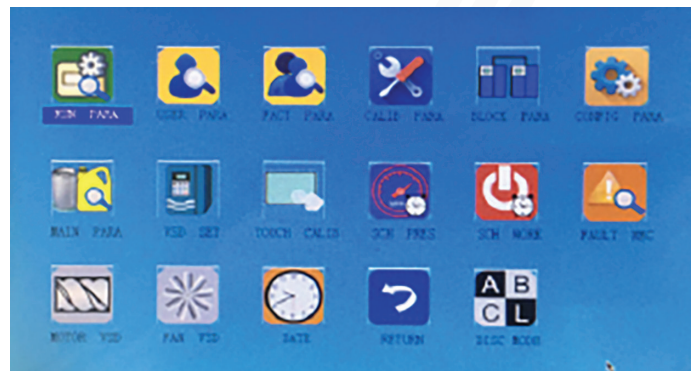 RUN PARA USER PARA FACT PARA CALIB PARA BLOCK PARA CONFIG PARA
MAIN PARA VSD SET TOUCH CALIB SCH PRES SCH WORK FAULT REC
A B
C L
MOTOR VSD FAN VSD DATE RETURN DISC MODE